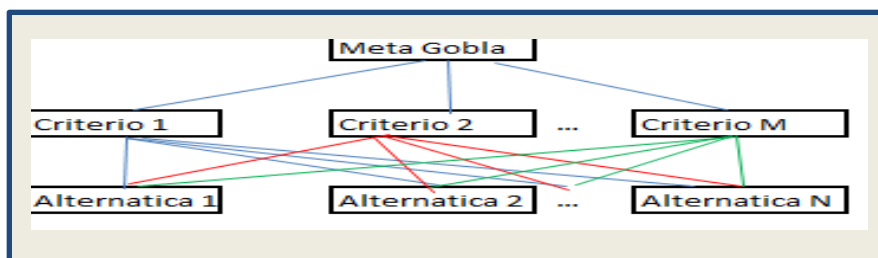 Meta Gobla
Criterio 1 Criterio 2 ... Criterio M
Alternatica 1 Alternatica 2 ... Alternatica N